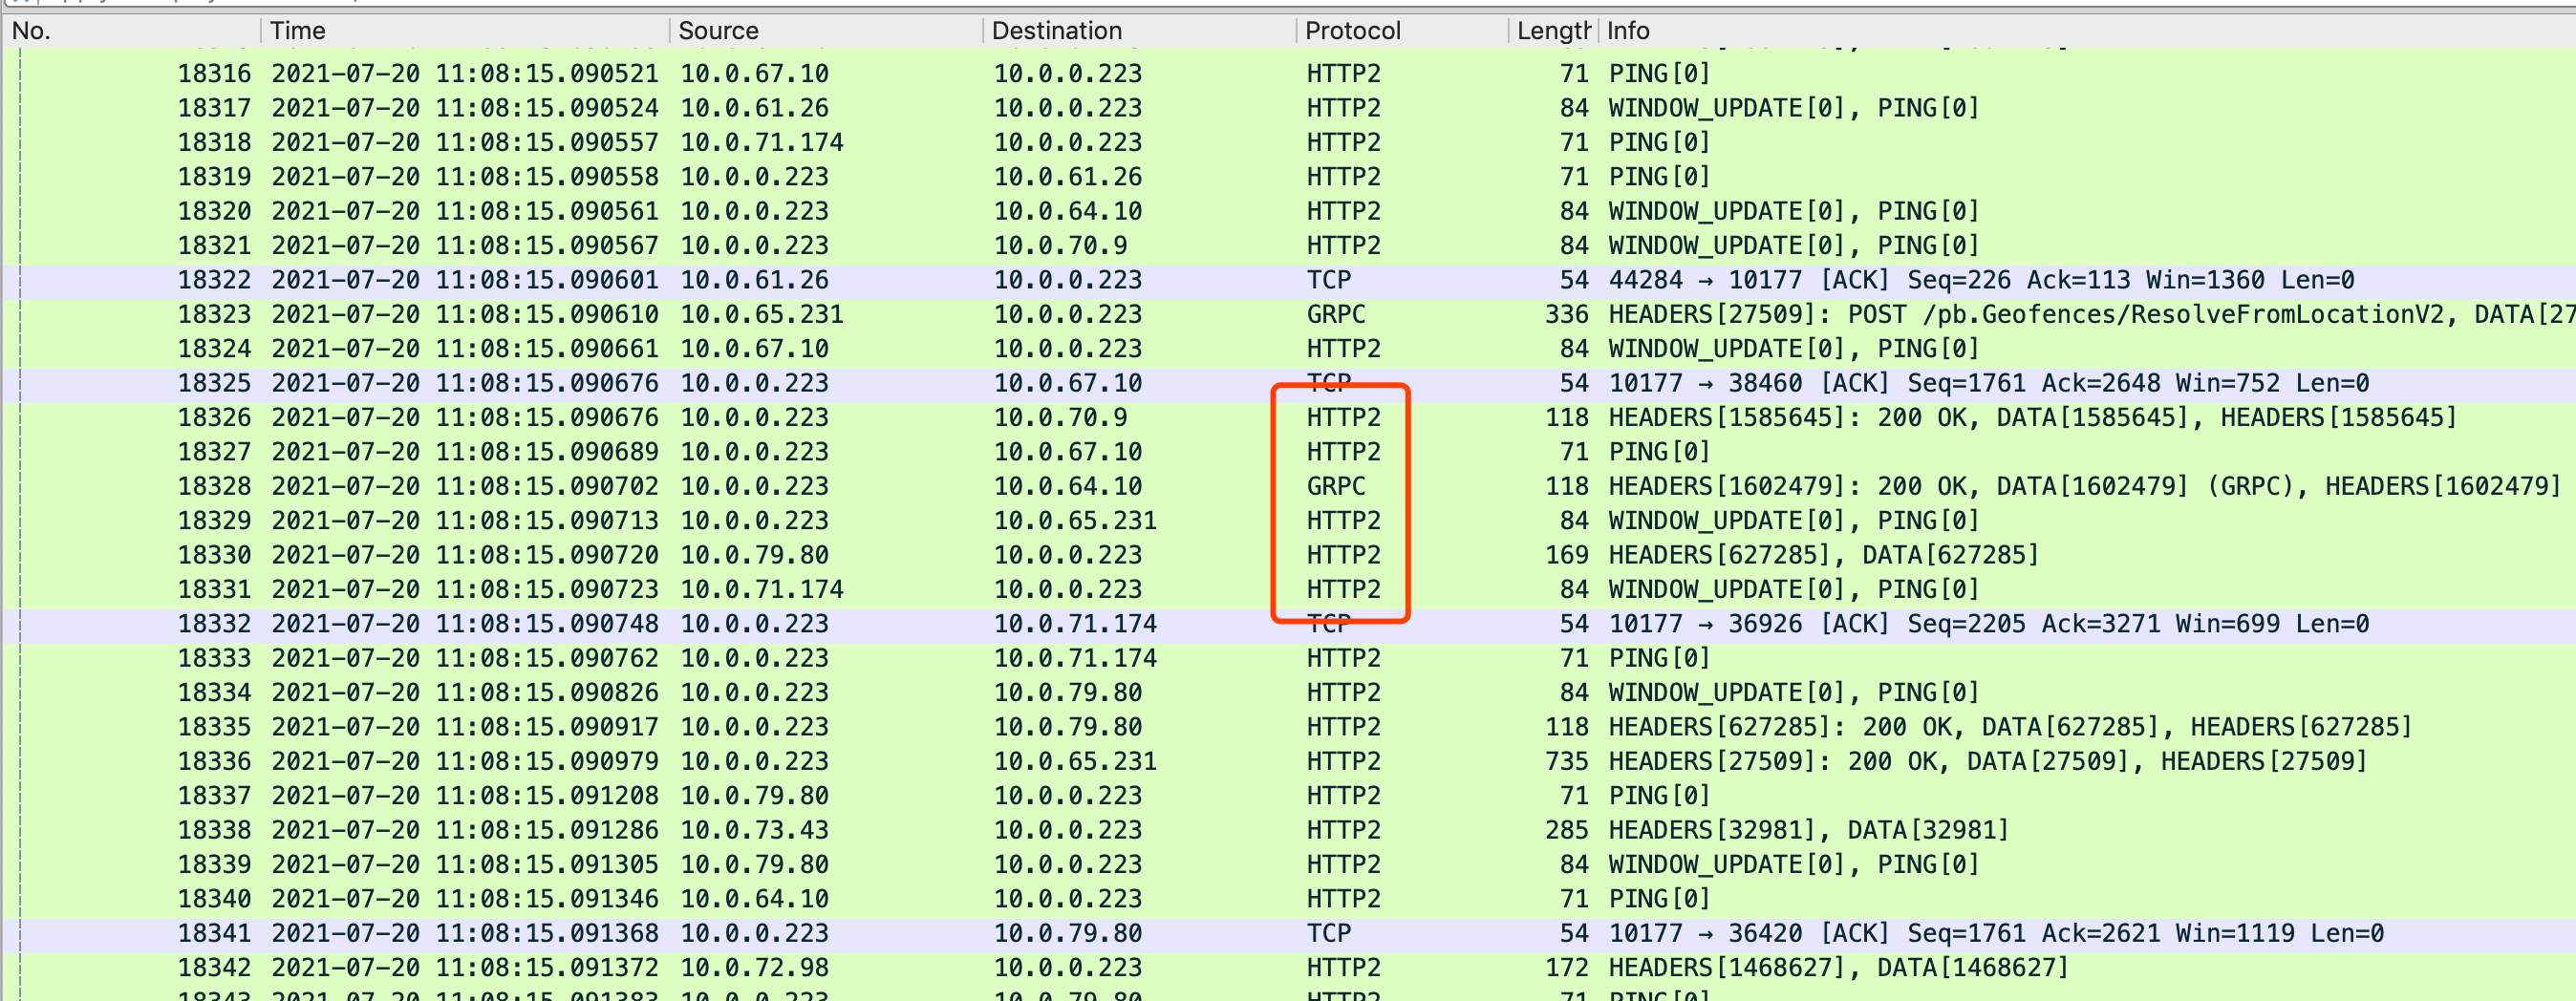 No. Time Source Destination Protocol Length Info
18316 2021-07-20 11:08:15.090521 10.0.67.10 10.0.0.223 HTTP2 71 PING[0]
18317 2021-07-20 11:08:15.090524 10.0.61.26 10.0.0.223 HTTP2 84 WINDOW_UPDATE[0], PING[0]
18318 2021-07-20 11:08:15.090557 10.0.71.174 10.0.0.223 HTTP2 71 PING[0]
18319 2021-07-20 11:08:15.090558 10.0.0.223 10.0.61.26 HTTP2 71 PING[0]
18320 2021-07-20 11:08:15.090561 10.0.0.223 10.0.64.10 HTTP2 84 WINDOW_UPDATE[0], PING[0]
18321 2021-07-20 11:08:15.090567 10.0.0.223 10.0.70.9 HTTP2 84 WINDOW_UPDATE[0], PING[0]
18322 2021-07-20 11:08:15.090601 10.0.61.26 10.0.0.223 TCP 54 44284 → 10177 [ACK] Seq=226 Ack=113 Win=1360 Len=0
18323 2021-07-20 11:08:15.090610 10.0.65.231 10.0.0.223 GRPC 336 HEADERS[27509]: POST /pb.Geofences/ResolveFromLocationV2, DATA[27
18324 2021-07-20 11:08:15.090661 10.0.67.10 10.0.0.223 HTTP2 84 WINDOW_UPDATE[0], PING[0]
18325 2021-07-20 11:08:15.090676 10.0.0.223 10.0.67.10 TCP 54 10177 → 38460 [ACK] Seq=1761 Ack=2648 Win=752 Len=0
18326 2021-07-20 11:08:15.090676 10.0.0.223 10.0.70.9 HTTP2 118 HEADERS[1585645]: 200 OK, DATA[1585645], HEADERS[1585645]
18327 2021-07-20 11:08:15.090689 10.0.0.223 10.0.67.10 HTTP2 71 PING[0]
18328 2021-07-20 11:08:15.090702 10.0.0.223 10.0.64.10 GRPC 118 HEADERS[1602479]: 200 OK, DATA[1602479] (GRPC), HEADERS[1602479]
18329 2021-07-20 11:08:15.090713 10.0.0.223 10.0.65.231 HTTP2 84 WINDOW_UPDATE[0], PING[0]
18330 2021-07-20 11:08:15.090720 10.0.79.80 10.0.0.223 HTTP2 169 HEADERS[627285], DATA[627285]
18331 2021-07-20 11:08:15.090723 10.0.71.174 10.0.0.223 HTTP2 84 WINDOW_UPDATE[0], PING[0]
18332 2021-07-20 11:08:15.090748 10.0.0.223 10.0.71.174 TCP 54 10177 → 36926 [ACK] Seq=2205 Ack=3271 Win=699 Len=0
18333 2021-07-20 11:08:15.090762 10.0.0.223 10.0.71.174 HTTP2 71 PING[0]
18334 2021-07-20 11:08:15.090826 10.0.0.223 10.0.79.80 HTTP2 84 WINDOW_UPDATE[0], PING[0]
18335 2021-07-20 11:08:15.090917 10.0.0.223 10.0.79.80 HTTP2 118 HEADERS[627285]: 200 OK, DATA[627285], HEADERS[627285]
18336 2021-07-20 11:08:15.090979 10.0.0.223 10.0.65.231 HTTP2 735 HEADERS[27509]: 200 OK, DATA[27509], HEADERS[27509]
18337 2021-07-20 11:08:15.091208 10.0.79.80 10.0.0.223 HTTP2 71 PING[0]
18338 2021-07-20 11:08:15.091286 10.0.73.43 10.0.0.223 HTTP2 285 HEADERS[32981], DATA[32981]
18339 2021-07-20 11:08:15.091305 10.0.79.80 10.0.0.223 HTTP2 84 WINDOW_UPDATE[0], PING[0]
18340 2021-07-20 11:08:15.091346 10.0.64.10 10.0.0.223 HTTP2 71 PING[0]
18341 2021-07-20 11:08:15.091368 10.0.0.223 10.0.79.80 TCP 54 10177 → 36420 [ACK] Seq=1761 Ack=2621 Win=1119 Len=0
18342 2021-07-20 11:08:15.091372 10.0.72.98 10.0.0.223 HTTP2 172 HEADERS[1468627], DATA[1468627]
18343 2021-07-20 11:08:15.091383 10.0.0.223 10.0.79.80 HTTP2 71 PING[0]